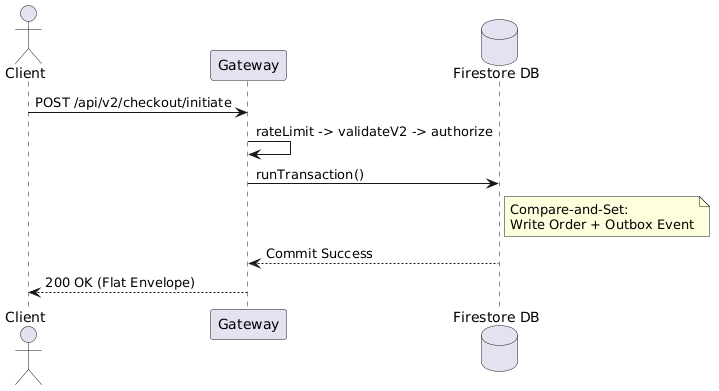 Client
Gateway
Firestore DB
POST /api/v2/checkout/initiate
rateLimit -> validateV2 -> authorize
runTransaction()
Compare-and-Set:
Write Order + Outbox Event
Commit Success
200 OK (Flat Envelope)
Client
Gateway
Firestore DB